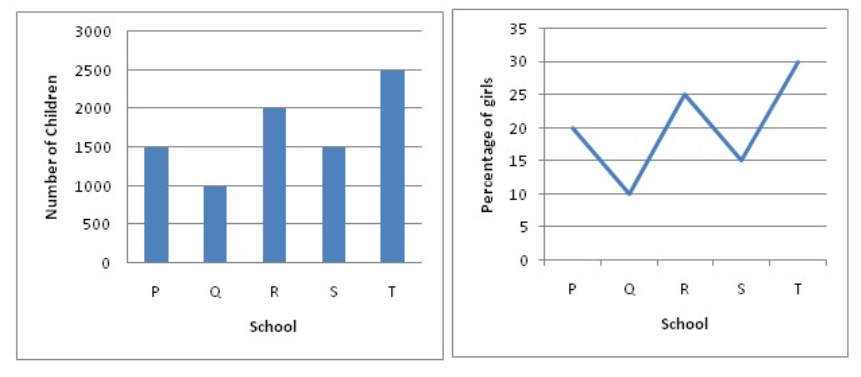 Number of Children
3000
2500
2000
1500
1000
500
0
P Q R S T
School
Percentage of girls
35
30
25
20
15
10
5
0
P Q R S T
School